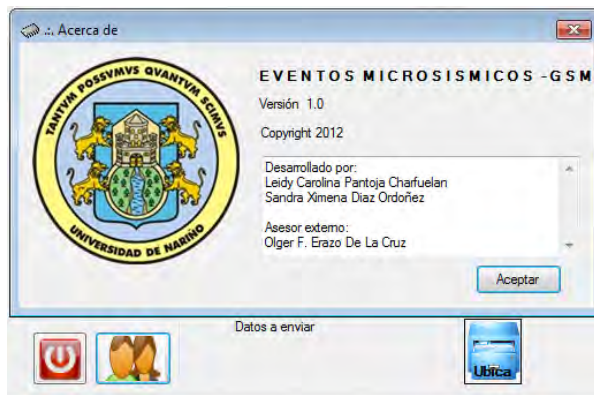 .:. Acerca de
TANTVM POSSVMVS QVANTVM SCIMVS
UNIVERSIDAD DE NARIÑO
EVENTOS MICROSISMICOS -GSM
Versión 1.0
Copyright 2012
Desarrollado por:
Leidy Carolina Pantoja Charfuelan
Sandra Ximena Diaz Ordoñez
Asesor externo:
Olger F. Erazo De La Cruz
Aceptar
Datos a enviar
Ubica